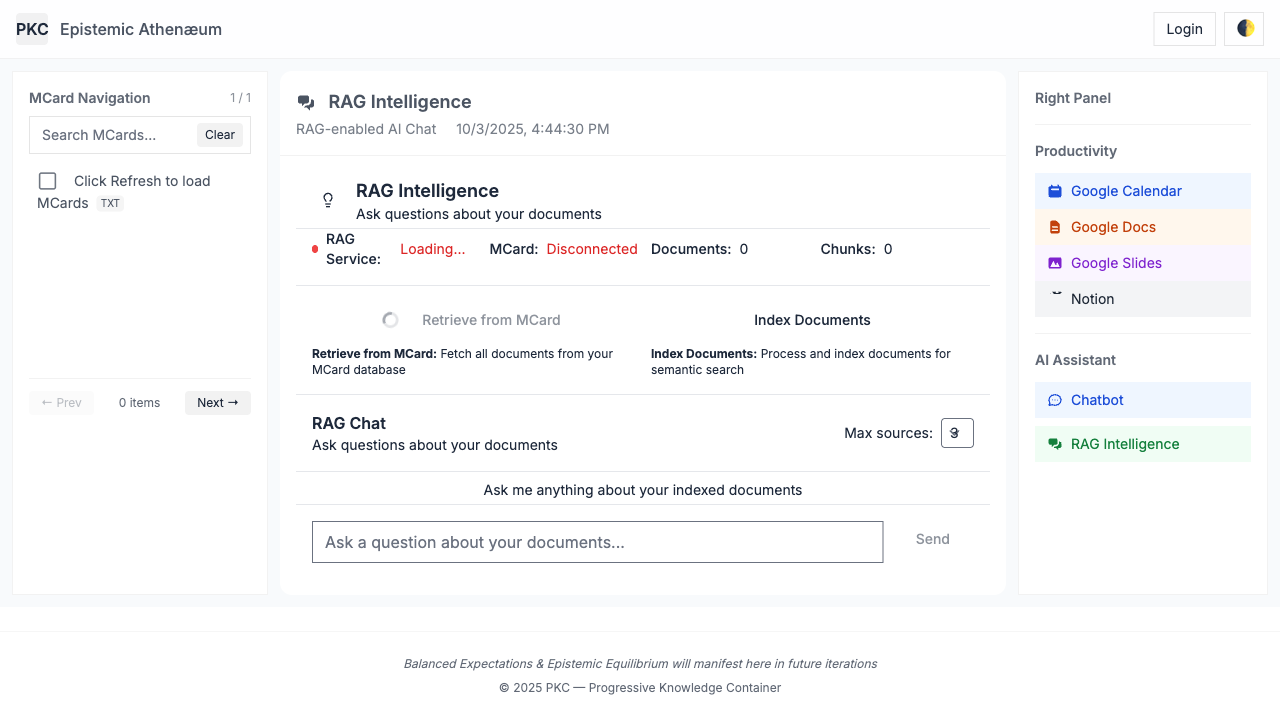 PKC Epistemic Athenæum
Login
MCard Navigation
1 / 1
Search MCards...
Clear
Click Refresh to load
MCards TXT
← Prev
0 items
Next →
RAG Intelligence
RAG-enabled AI Chat 10/3/2025, 4:44:30 PM
RAG Intelligence
Ask questions about your documents
RAG
Service:
Loading...
MCard: Disconnected
Documents: 0
Chunks: 0
Retrieve from MCard
Index Documents
Retrieve from MCard: Fetch all documents from your
MCard database
Index Documents: Process and index documents for
semantic search
RAG Chat
Ask questions about your documents
Max sources: 3
Ask me anything about your indexed documents
Ask a question about your documents...
Send
Right Panel
Productivity
Google Calendar
Google Docs
Google Slides
Notion
AI Assistant
Chatbot
RAG Intelligence
Balanced Expectations & Epistemic Equilibrium will manifest here in future iterations
© 2025 PKC — Progressive Knowledge Container